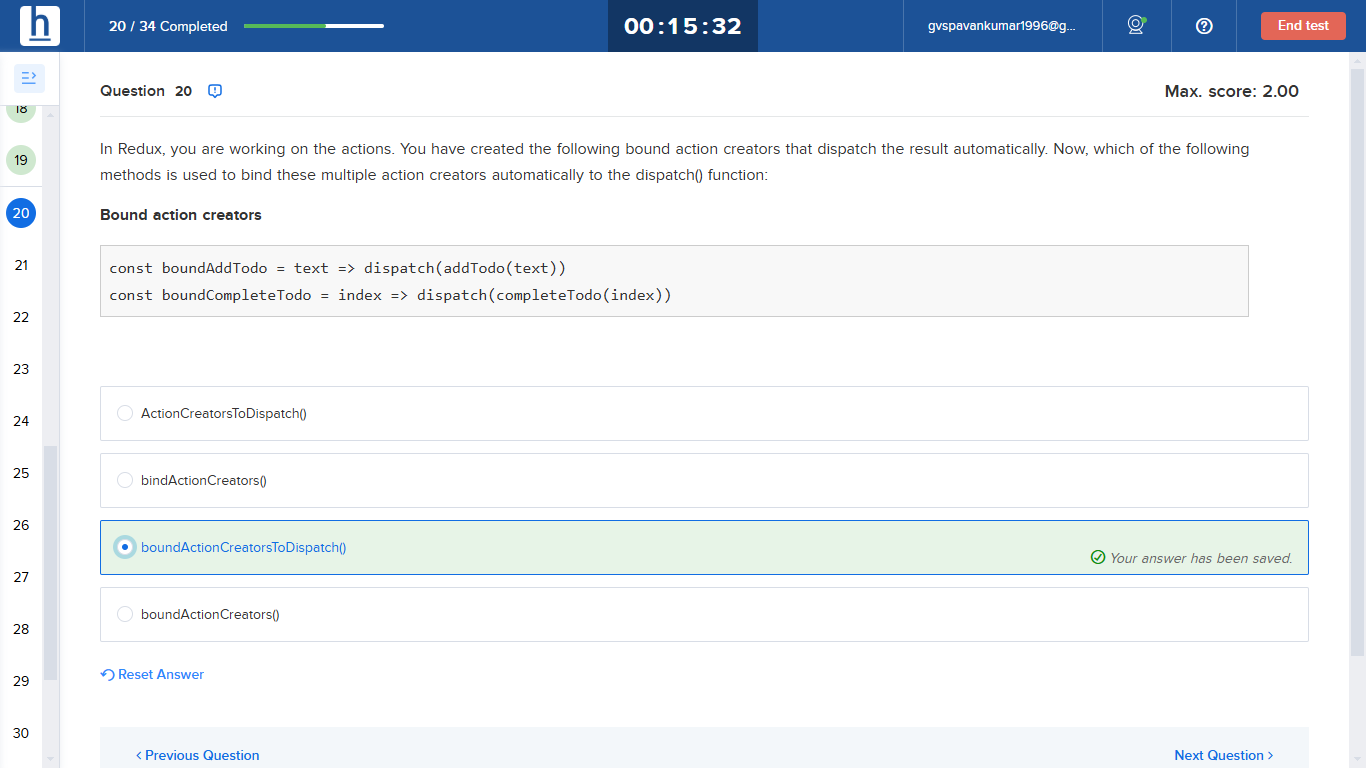 h
20 / 34 Completed
00:15:32
gvspavankumar1996@g...
End test
18
19
20
21
22
23
24
25
26
27
28
29
30
Question 20
Max. score: 2.00
In Redux, you are working on the actions. You have created the following bound action creators that dispatch the result automatically. Now, which of the following
methods is used to bind these multiple action creators automatically to the dispatch() function:
Bound action creators
const boundAddTodo = text => dispatch(addTodo(text))
const boundCompleteTodo = index => dispatch(completeTodo(index))
ActionCreatorsToDispatch()
bindActionCreators()
boundActionCreatorsToDispatch()
Your answer has been saved.
boundActionCreators()
Reset Answer
< Previous Question
Next Question >